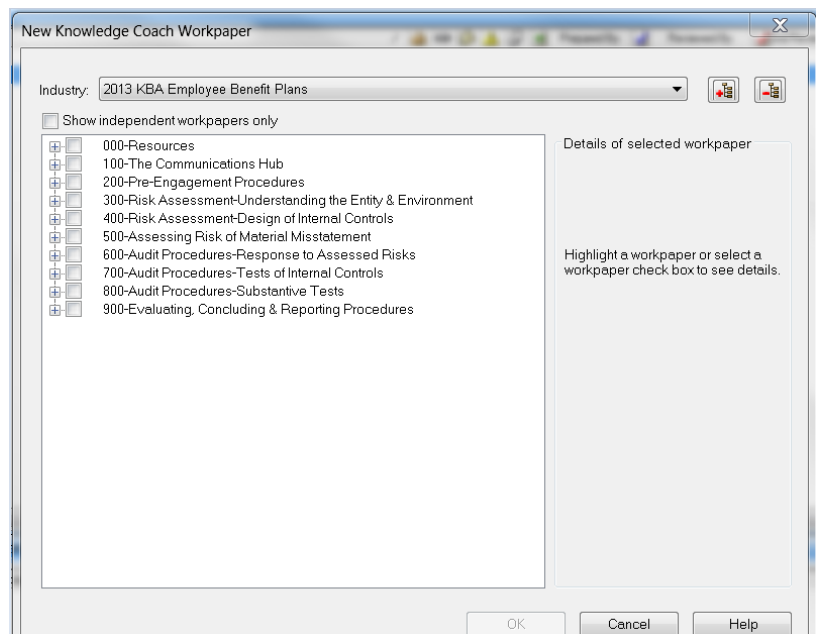 New Knowledge Coach Workpaper
Industry: 2013 KBA Employee Benefit Plans
Show independent workpapers only
000-Resources
100-The Communications Hub
200-Pre-Engagement Procedures
300-Risk Assessment-Understanding the Entity & Environment
400-Risk Assessment-Design of Internal Controls
500-Assessing Risk of Material Misstatement
600-Audit Procedures-Response to Assessed Risks
700-Audit Procedures-Tests of Internal Controls
800-Audit Procedures-Substantive Tests
900-Evaluating, Concluding & Reporting Procedures
Details of selected workpaper
Highlight a workpaper or select a
workpaper check box to see details.
OK Cancel Help